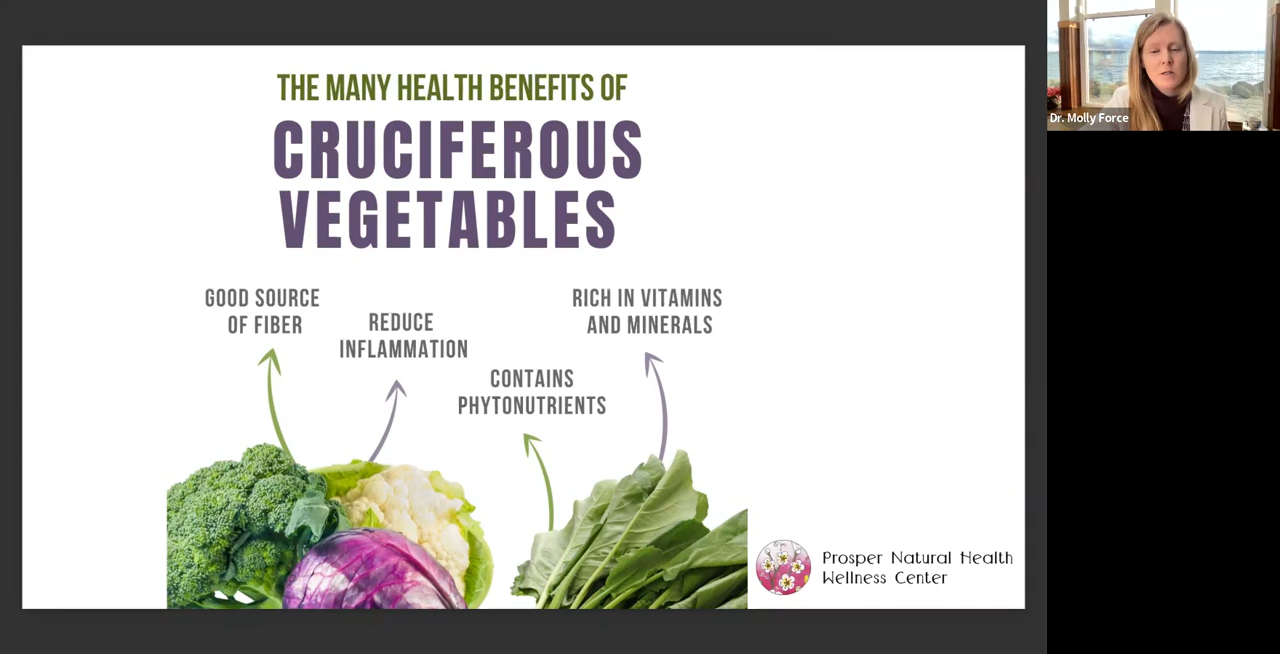 THE MANY HEALTH BENEFITS OF
CRUCIFEROUS
VEGETABLES
GOOD SOURCE
OF FIBER
REDUCE
INFLAMMATION
CONTAINS
PHYTONUTRIENTS
RICH IN VITAMINS
AND MINERALS
Prosper Natural Health
Wellness Center
Dr. Molly Force